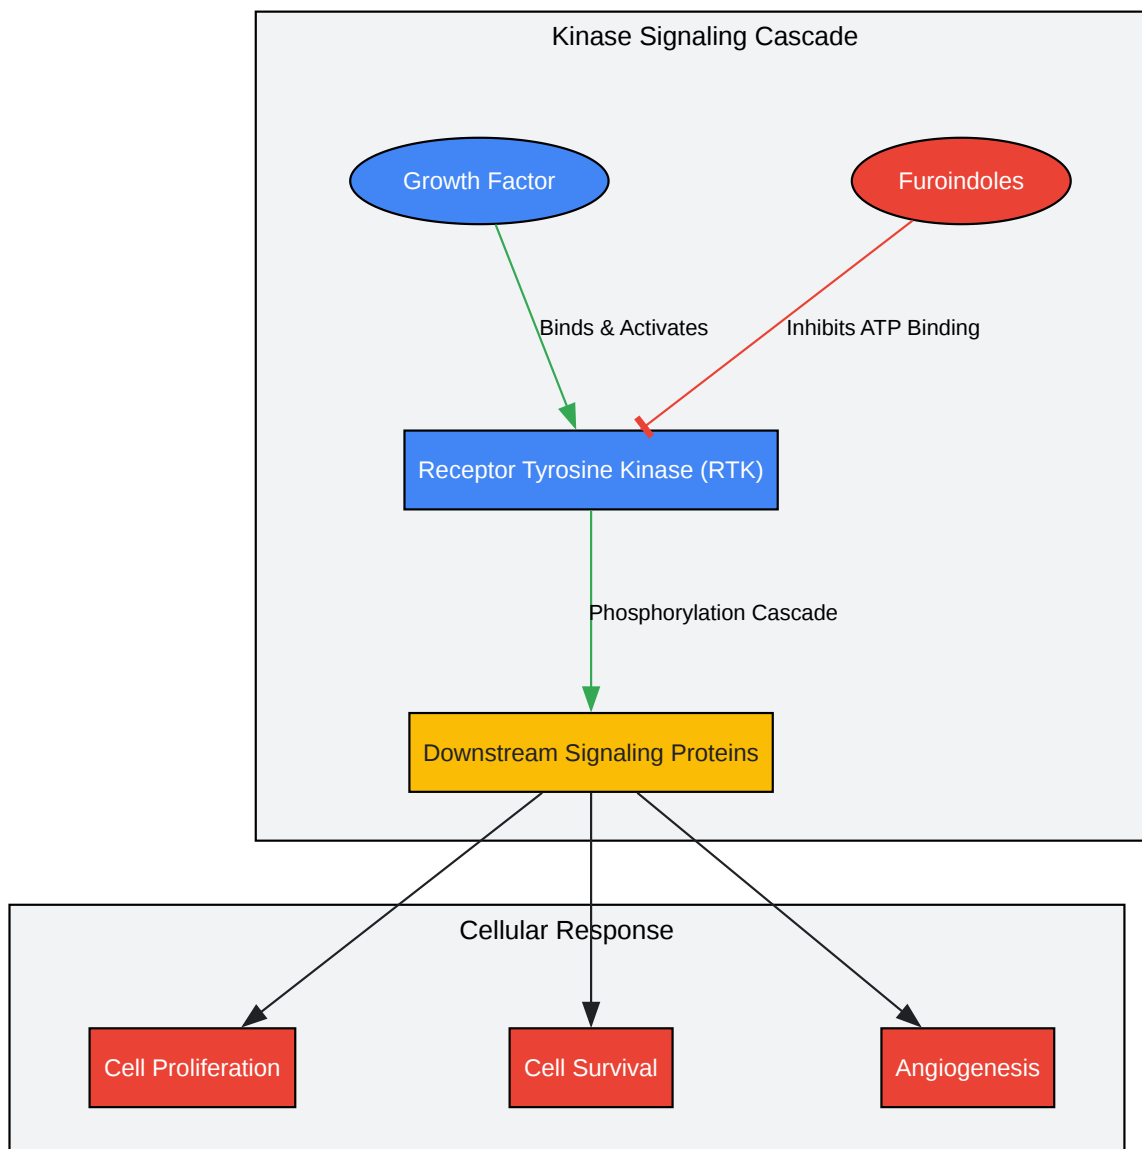 Kinase Signaling Cascade
Growth Factor
Furoindoles
Binds & Activates
Inhibits ATP Binding
Receptor Tyrosine Kinase (RTK)
Phosphorylation Cascade
Downstream Signaling Proteins
Cellular Response
Cell Proliferation
Cell Survival
Angiogenesis